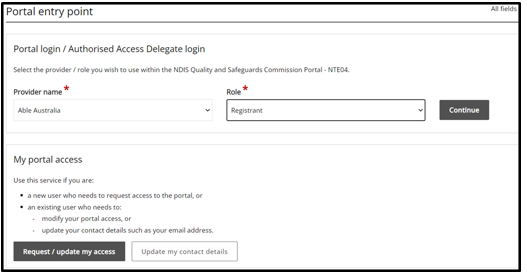 Portal entry point
All fields
Portal login / Authorised Access Delegate login
Select the provider / role you wish to use within the NDIS Quality and Safeguards Commission Portal - NTE04.
Provider name *
Role *
Able Australia
Registrant
Continue
My portal access
Use this service if you are:
• a new user who needs to request access to the portal, or
• an existing user who needs to:
- modify your portal access, or
- update your contact details such as your email address.
Request / update my access
Update my contact details